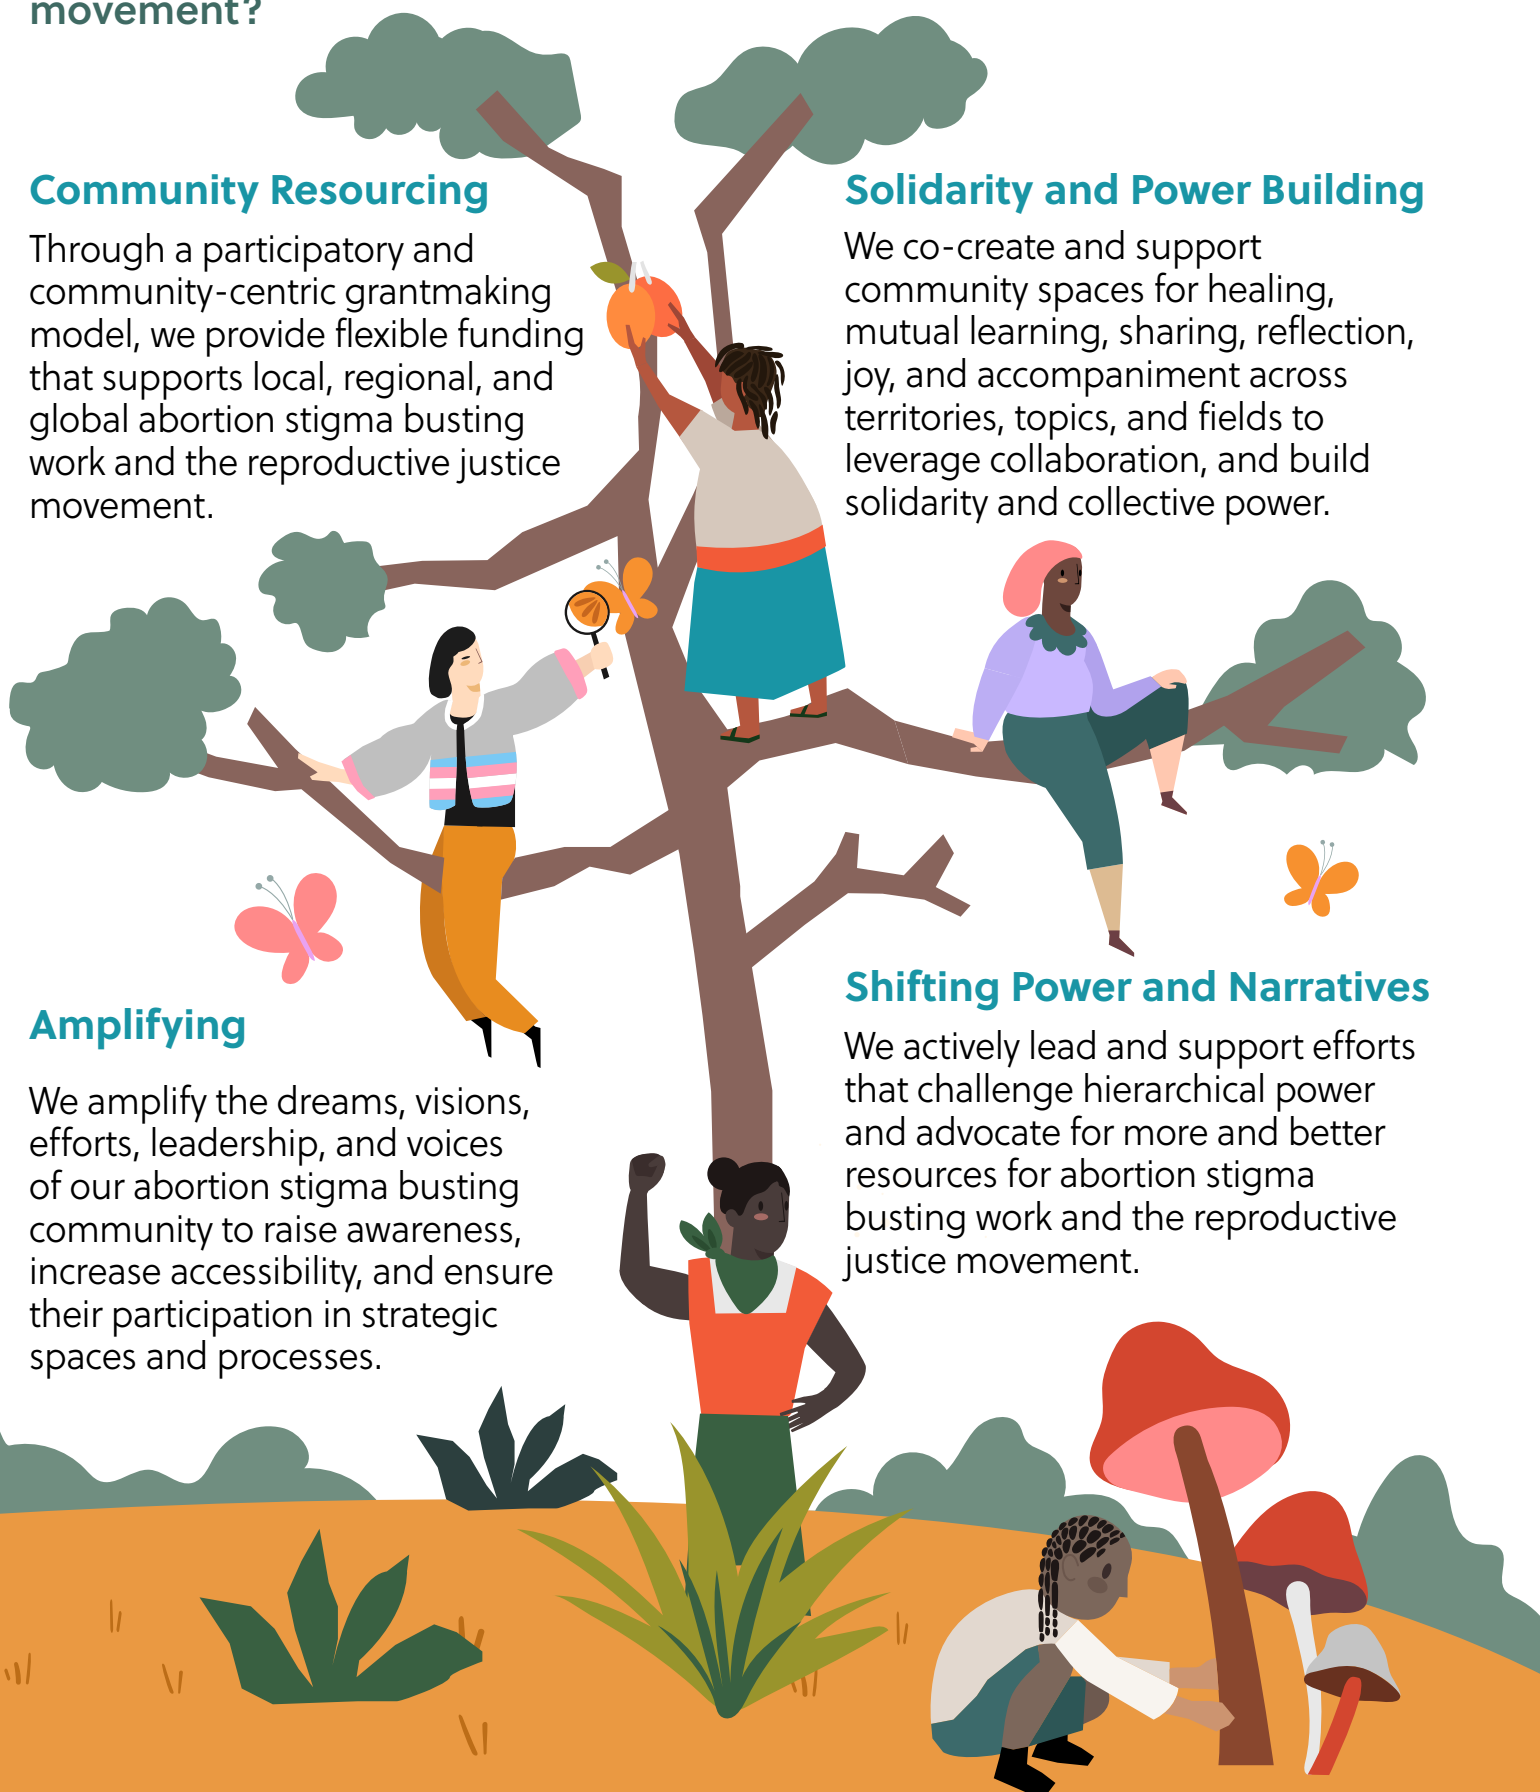 movement?
Community Resourcing
Through a participatory and
community-centric grantmaking
model, we provide flexible funding
that supports local, regional, and
global abortion stigma busting
work and the reproductive justice
movement.
Solidarity and Power Building
We co-create and support
community spaces for healing,
mutual learning, sharing, reflection,
joy, and accompaniment across
territories, topics, and fields to
leverage collaboration, and build
solidarity and collective power.
Amplifying
We amplify the dreams, visions,
efforts, leadership, and voices
of our abortion stigma busting
community to raise awareness,
increase accessibility, and ensure
their participation in strategic
spaces and processes.
Shifting Power and Narratives
We actively lead and support efforts
that challenge hierarchical power
and advocate for more and better
resources for abortion stigma
busting work and the reproductive
justice movement.